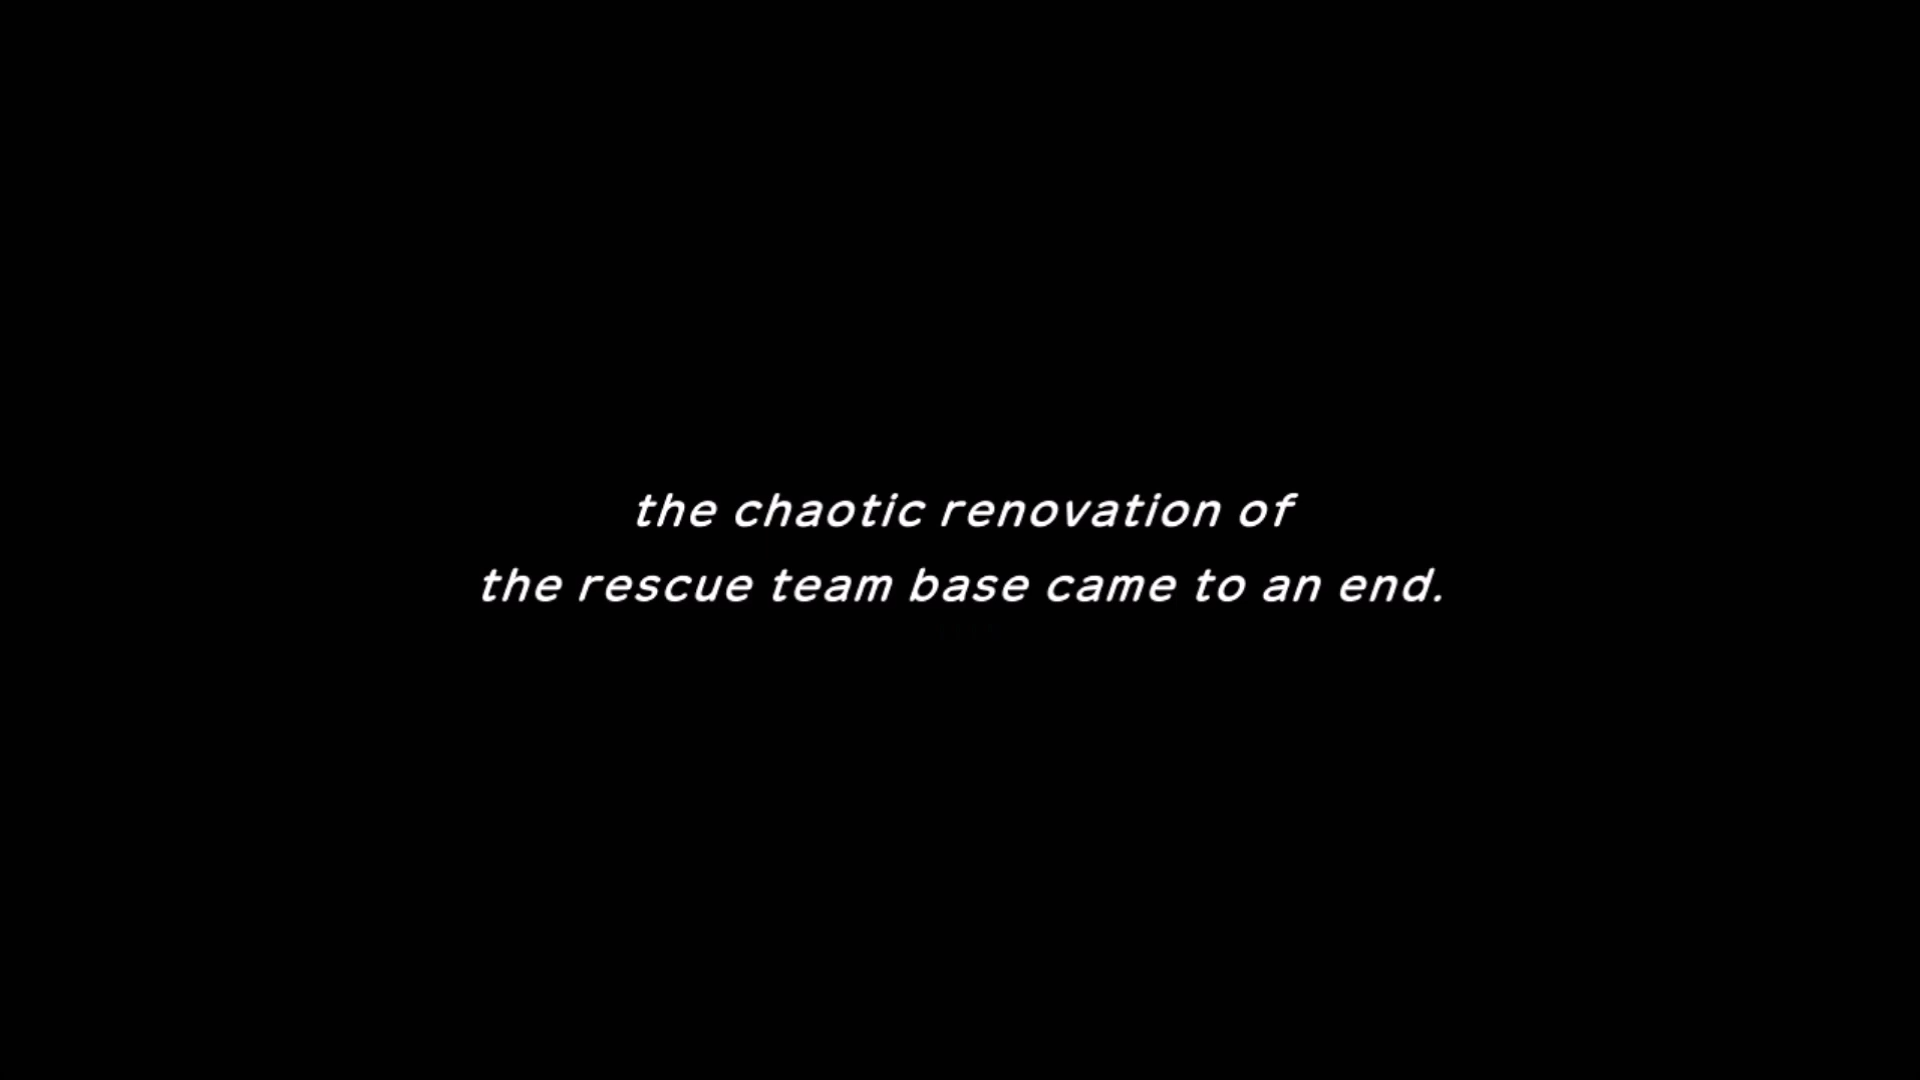 the chaotic renovation of
the rescue team base came to an end.